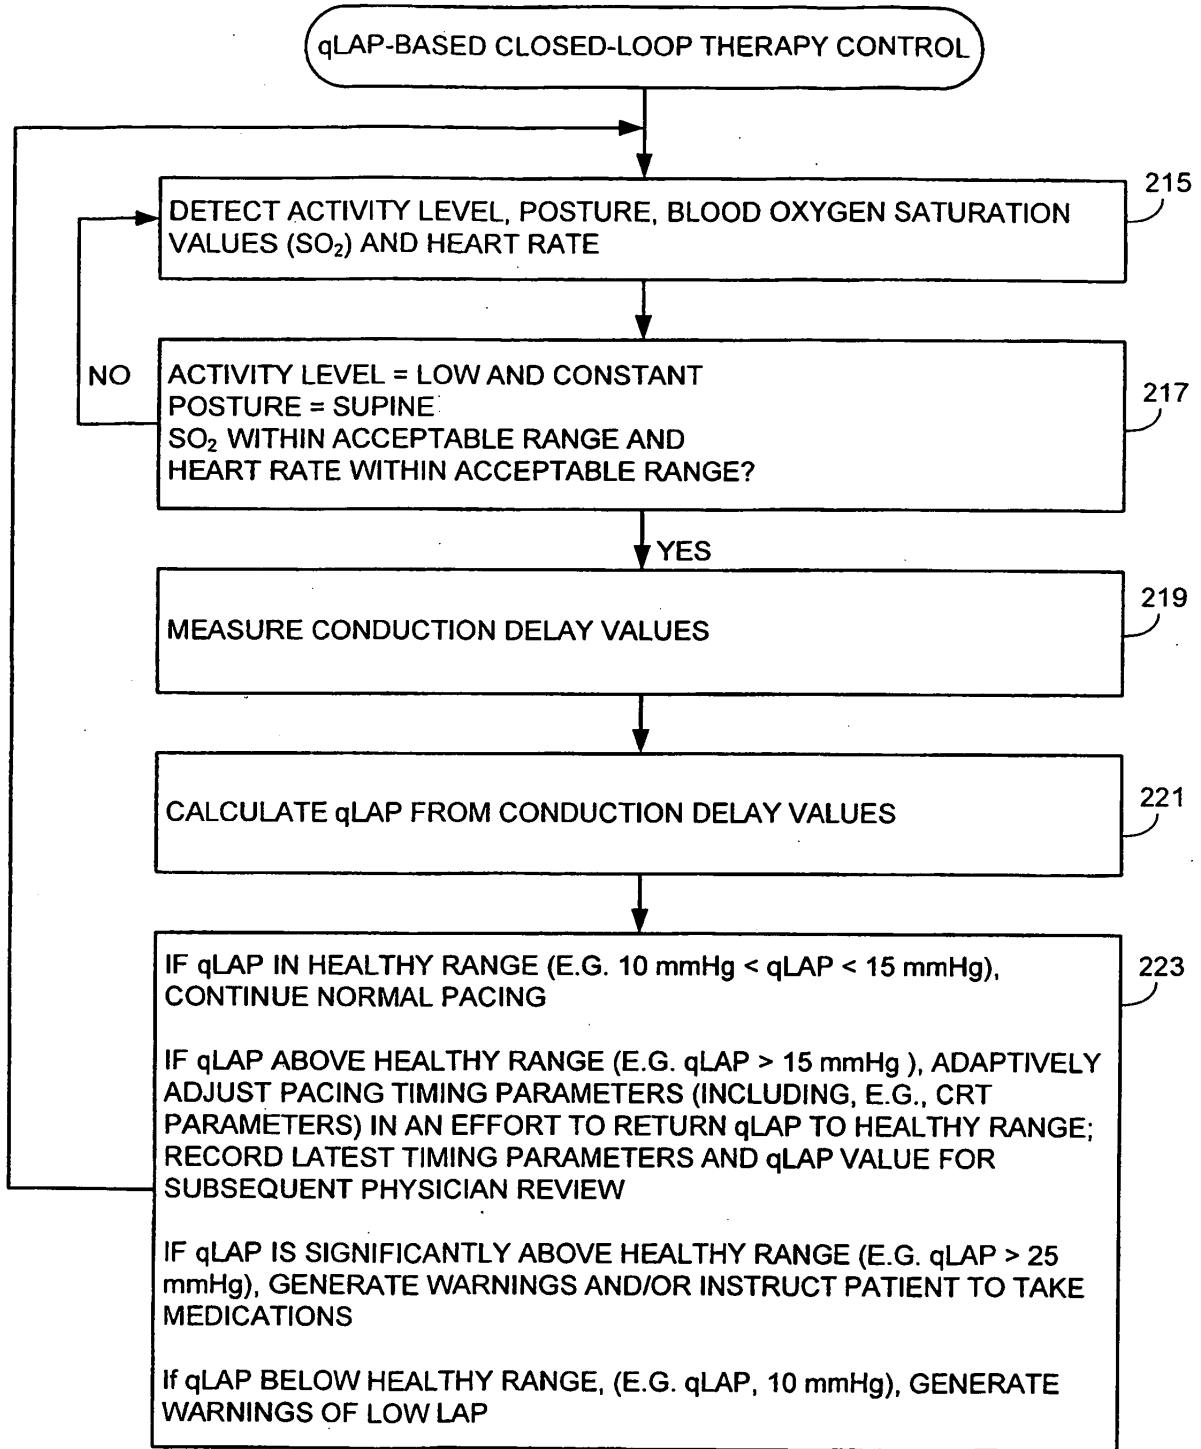 qLAP-BASED CLOSED-LOOP THERAPY CONTROL
215
DETECT ACTIVITY LEVEL, POSTURE, BLOOD OXYGEN SATURATION
VALUES (SO₂) AND HEART RATE
NO
ACTIVITY LEVEL = LOW AND CONSTANT
POSTURE = SUPINE
SO₂ WITHIN ACCEPTABLE RANGE AND
HEART RATE WITHIN ACCEPTABLE RANGE?
217
YES
219
MEASURE CONDUCTION DELAY VALUES
221
CALCULATE qLAP FROM CONDUCTION DELAY VALUES
223
IF qLAP IN HEALTHY RANGE (E.G. 10 mmHg < qLAP < 15 mmHg),
CONTINUE NORMAL PACING
IF qLAP ABOVE HEALTHY RANGE (E.G. qLAP > 15 mmHg ), ADAPTIVELY
ADJUST PACING TIMING PARAMETERS (INCLUDING, E.G., CRT
PARAMETERS) IN AN EFFORT TO RETURN qLAP TO HEALTHY RANGE;
RECORD LATEST TIMING PARAMETERS AND qLAP VALUE FOR
SUBSEQUENT PHYSICIAN REVIEW
IF qLAP IS SIGNIFICANTLY ABOVE HEALTHY RANGE (E.G. qLAP > 25
mmHg), GENERATE WARNINGS AND/OR INSTRUCT PATIENT TO TAKE
MEDICATIONS
If qLAP BELOW HEALTHY RANGE, (E.G. qLAP, 10 mmHg), GENERATE
WARNINGS OF LOW LAP